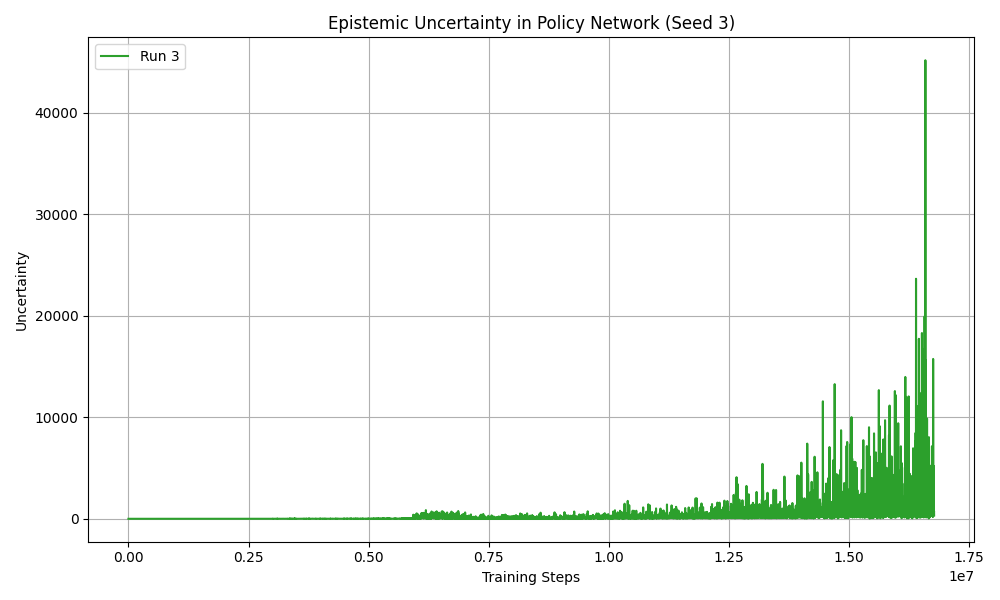 Epistemic Uncertainty in Policy Network (Seed 3)
Run 3
Uncertainty
40000
30000
20000
10000
0
0.00 0.25 0.50 0.75 1.00 1.25 1.50 1.75
1e7
Training Steps